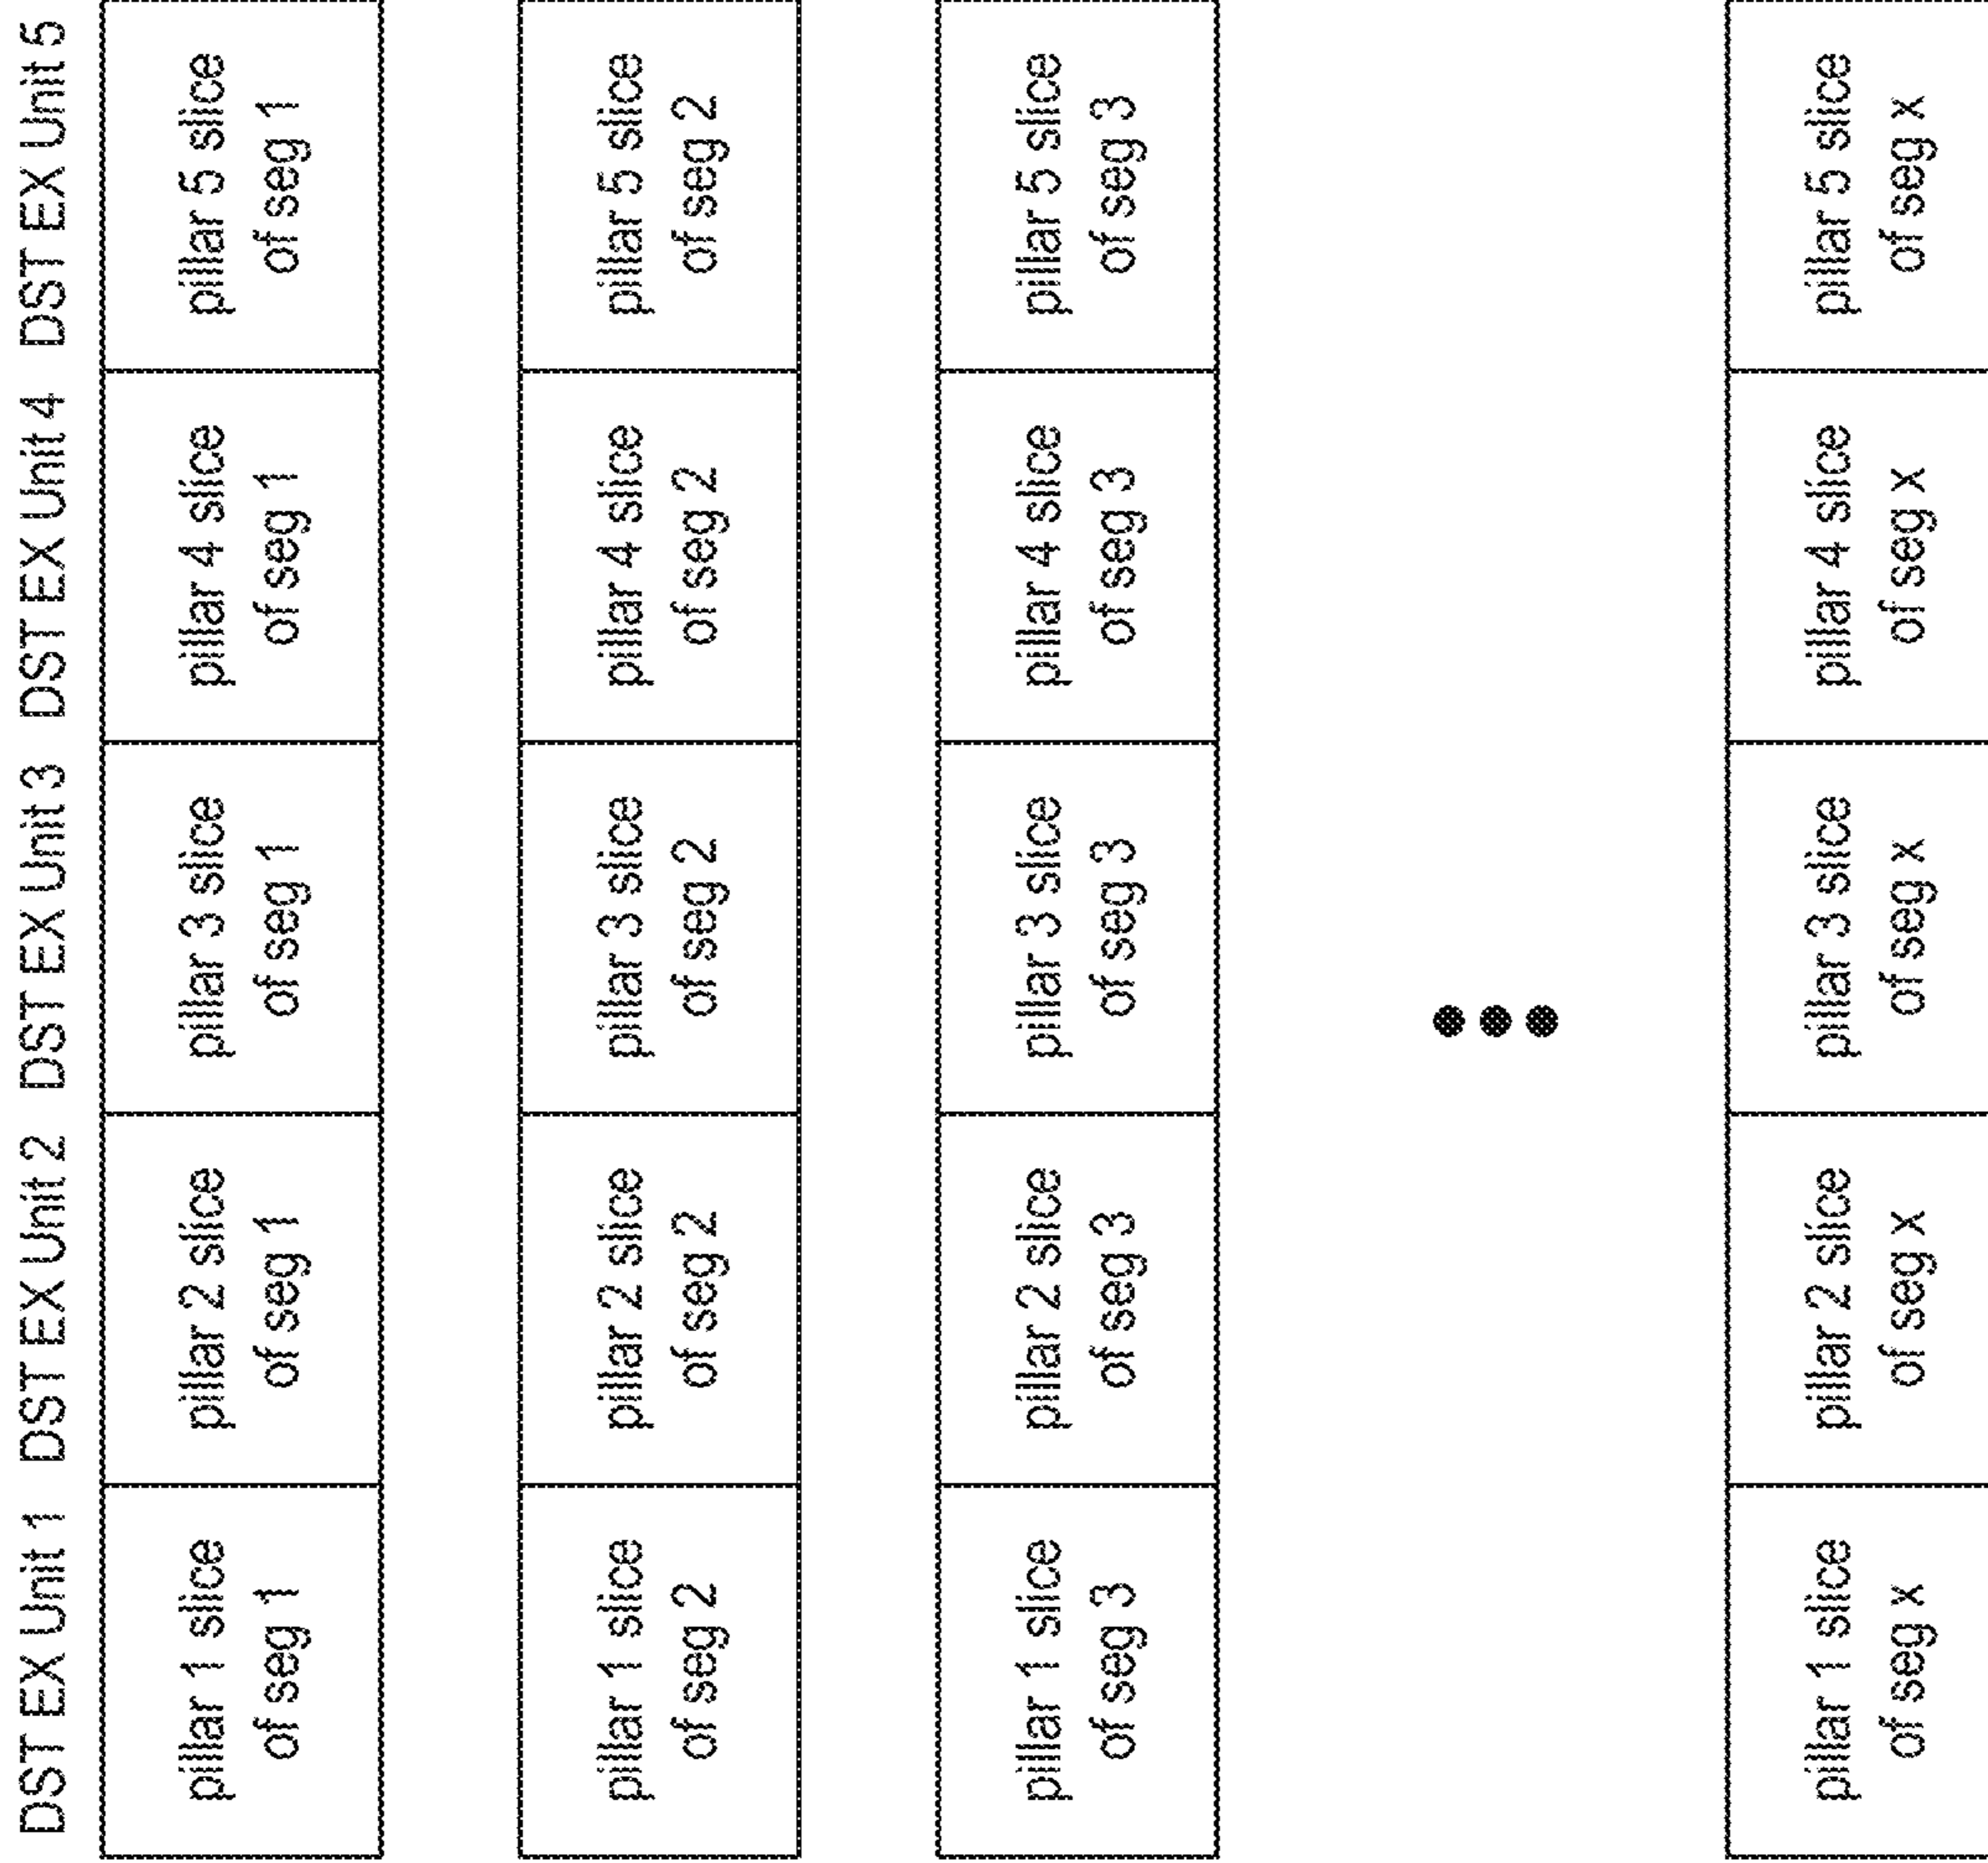 DST EX Unit 1 DST EX Unit 2 DST EX Unit 3 DST EX Unit 4 DST EX Unit 5
pillar 1 slice
of seg 1
pillar 2 slice
of seg 1
pillar 3 slice
of seg 1
pillar 4 slice
of seg 1
pillar 5 slice
of seg 1
pillar 1 slice
of seg 2
pillar 2 slice
of seg 2
pillar 3 slice
of seg 2
pillar 4 slice
of seg 2
pillar 5 slice
of seg 2
pillar 1 slice
of seg 3
pillar 2 slice
of seg 3
pillar 3 slice
of seg 3
pillar 4 slice
of seg 3
pillar 5 slice
of seg 3
pillar 1 slice
of seg x
pillar 2 slice
of seg x
pillar 3 slice
of seg x
pillar 4 slice
of seg x
pillar 5 slice
of seg x